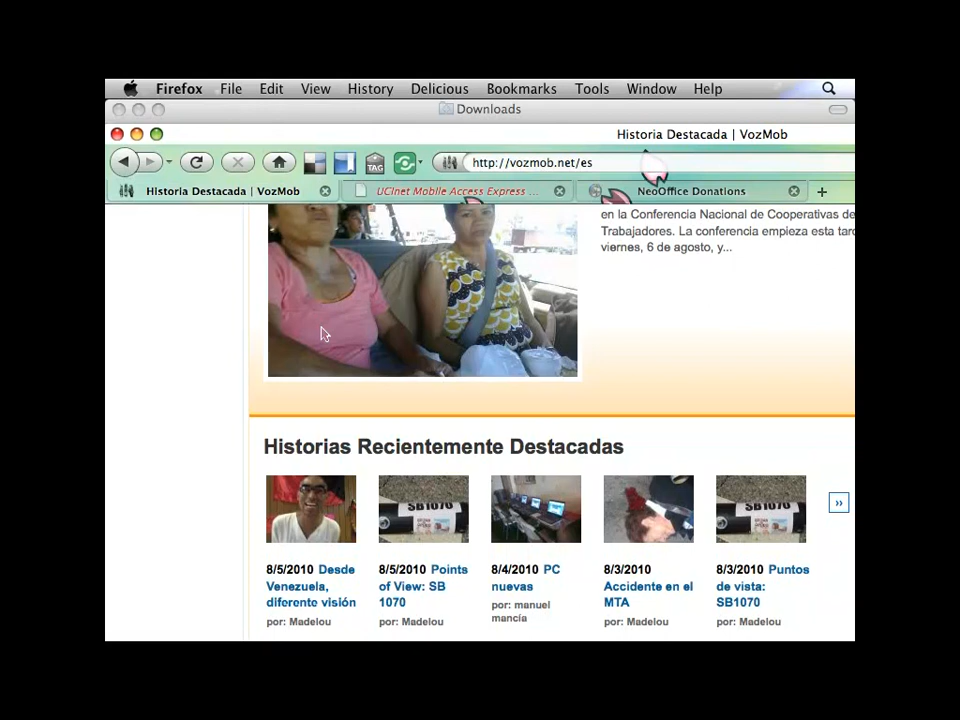 Firefox File Edit View History Delicious Bookmarks Tools Window Help
Downloads
Historia Destacada | VozMob
TAG
http://vozmob.net/es
Historia Destacada | VozMob
UCInet Mobile Access Express ...
NeoOffice Donations
en la Conferencia Nacional de Cooperativas de
Trabajadores. La conferencia empieza esta tard
viernes, 6 de agosto, y...
Historias Recientemente Destacadas
SB1070
SB1070
8/5/2010 Desde
Venezuela,
diferente visión
por: Madelou
8/5/2010 Points
of View: SB
1070
por: Madelou
8/4/2010 PC
nuevas
por: manuel
mancía
8/3/2010
Accidente en el
MTA
por: Madelou
8/3/2010 Puntos
de vista:
SB1070
por: Madelou